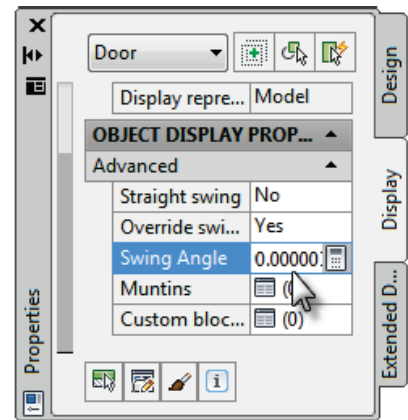 Door
Display repre... Model
OBJECT DISPLAY PROP...
Advanced
Straight swing No
Override swi... Yes
Swing Angle 0.00000
Muntins (
Custom bloc... (0)
Properties
Design
Display
Extended D...